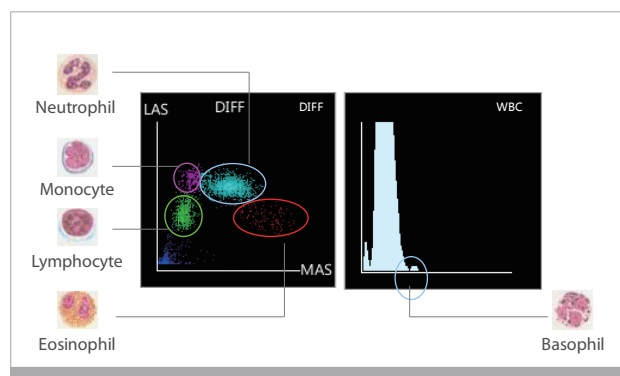 Neutrophil
LAS
DIFF
DIFF
WBC
Monocyte
Lymphocyte
MAS
Eosinophil
Basophil